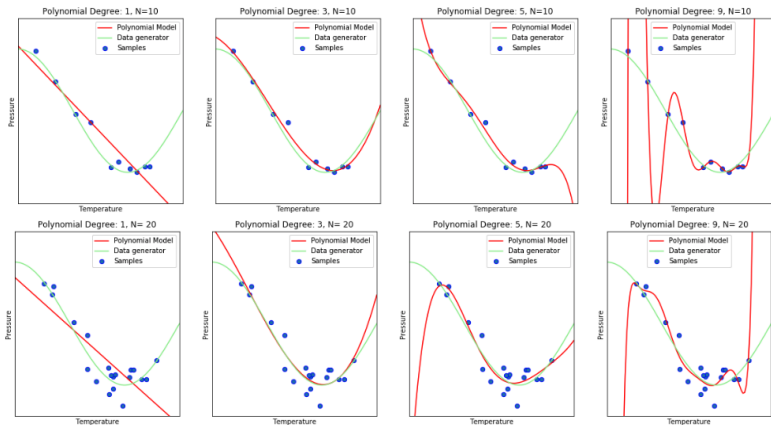 Polynomial Degree: 1, N=10
Polynomial Model
Data generator
Samples
Pressure
Temperature
Polynomial Degree: 3, N=10
Polynomial Model
Data generator
Samples
Pressure
Temperature
Polynomial Degree: 5, N=10
Polynomial Model
Data generator
Samples
Pressure
Temperature
Polynomial Degree: 9, N=10
Polynomial Model
Data generator
Samples
Pressure
Temperature
Polynomial Degree: 1, N= 20
Polynomial Model
Data generator
Samples
Pressure
Temperature
Polynomial Degree: 3, N= 20
Polynomial Model
Data generator
Samples
Pressure
Temperature
Polynomial Degree: 5, N= 20
Polynomial Model
Data generator
Samples
Pressure
Temperature
Polynomial Degree: 9, N= 20
Polynomial Model
Data generator
Samples
Pressure
Temperature